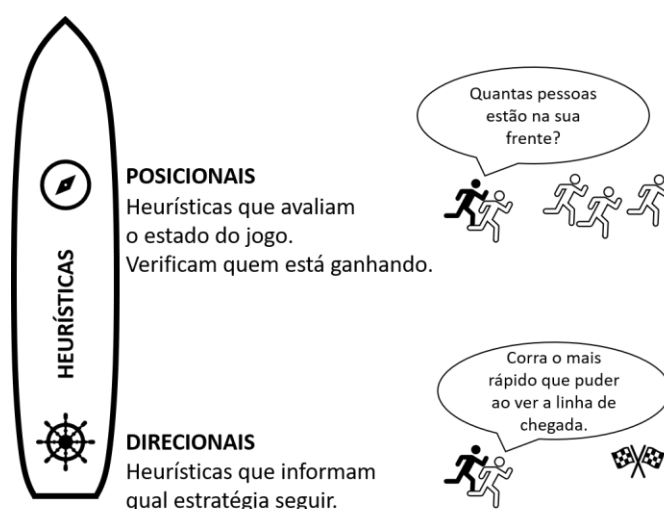 HEURÍSTICAS
POSICIONAIS
Heurísticas que avaliam
o estado do jogo.
Verificam quem está ganhando.
Quantas pessoas
estão na sua
frente?
DIRECIONAIS
Heurísticas que informam
qual estratégia seguir.
Corra o mais
rápido que puder
ao ver a linha de
chegada.